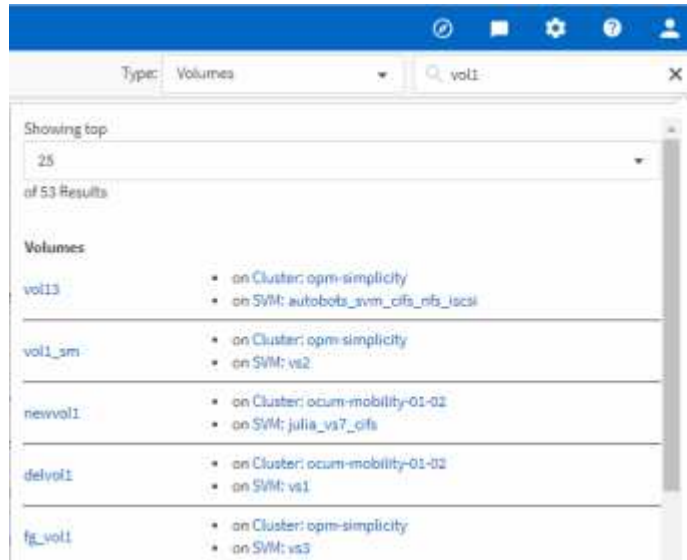 Type: Volumes vol1
Showing top
25
of 53 Results
Volumes
vol13
on Cluster: opm-simplicity
on SVM: autobots_svm_cifs_nfs_iscsi
vol1_sm
on Cluster: opm-simplicity
on SVM: vs2
newvol1
on Cluster: ocum-mobility-01-02
on SVM: julia_vs7_cifs
delvol1
on Cluster: ocum-mobility-01-02
on SVM: vs1
fg_vol1
on Cluster: opm-simplicity
on SVM: vs3